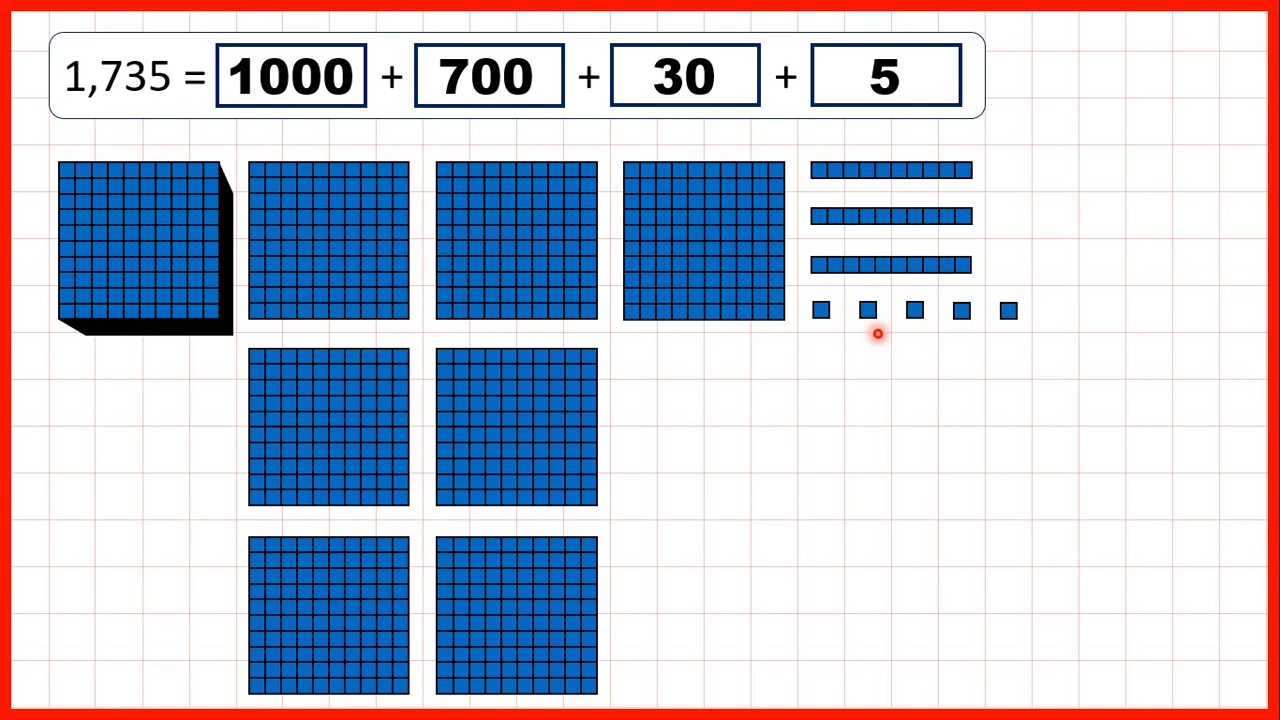 1,735 = 1000 + 700 + 30 + 5